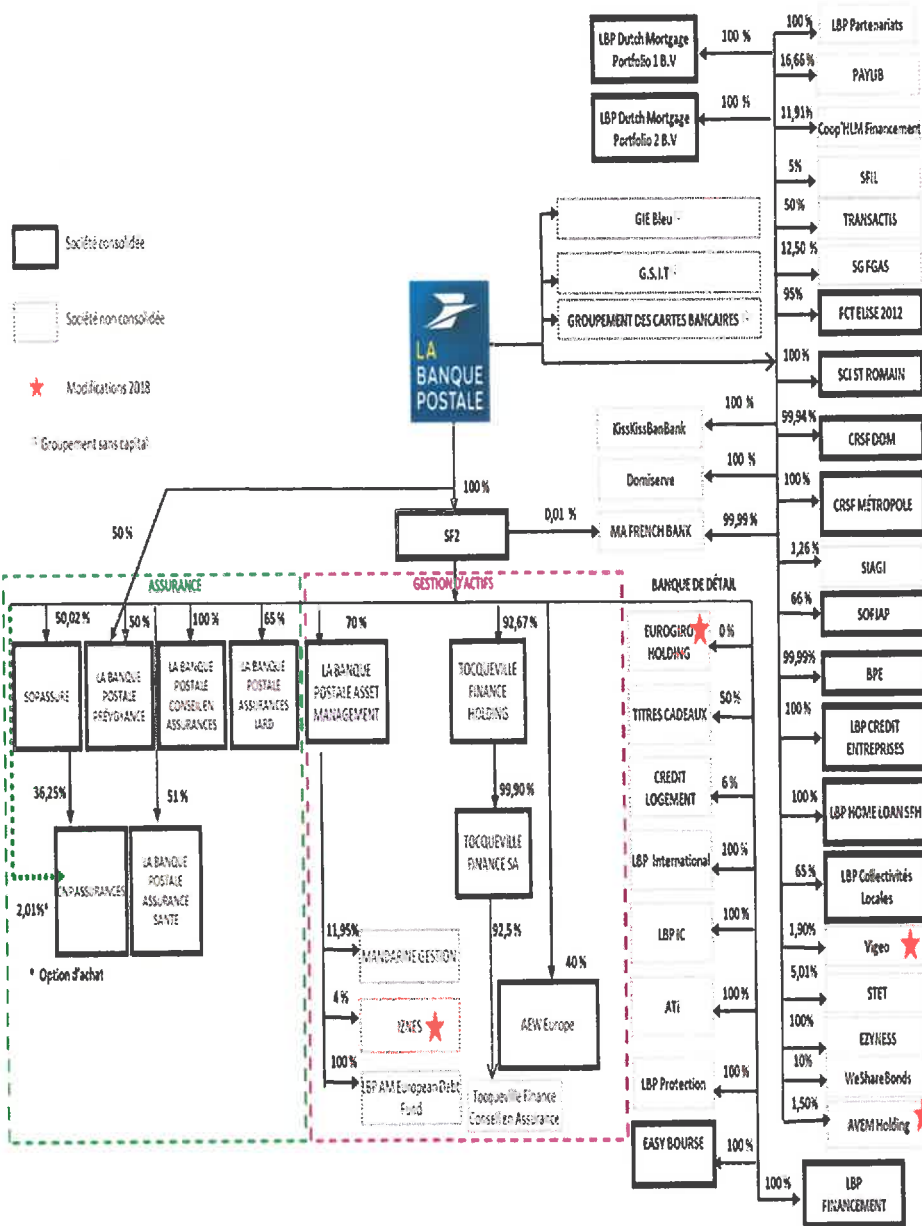 LBP Dutch Mortgage
Portfolio 1 B.V
100 %
LBP Dutch Mortgage
Portfolio 2 B.V
100 %
100%
LBP Partenariats
16,66%
PAYLIB
11,91%
Coop'HLM Financement
5%
SFIL
50%
TRANSACTIS
12,50 %
SG FGAS
95%
FCT ELISE 2012
100%
SCI ST ROMAIN
99,94%
CRSF DOM
100%
CRSF MÉTROPOLE
1,26%
SIAGI
66%
SOFIAP
99,99%
BPE
100%
LBP CREDIT
ENTREPRISES
100%
LBP HOME LOAN SFH
65%
LBP Collectivités
Locales
1,90%
Vigeo
5,01%
STET
100%
EZYNESS
10%
WeShareBonds
1,50%
AVEM Holding
Société consolidée
Société non consolidée
Modifications 2018
Groupement sans capital
GIE Bleu
G.S.I.T
GROUPEMENT DES CARTES BANCAIRES
LA
BANQUE
POSTALE
KissKissBankBank
100 %
Domiserve
100 %
MA FRENCH BANK
99,99%
100 %
50 %
SF2
0,01 %
ASSURANCE
50,02%
50%
100%
65%
SOPASSURE
LA BANQUE
POSTALE
PRÉVOYANCE
LA BANQUE
POSTALE
CONSEIL EN
ASSURANCES
LA BANQUE
POSTALE
ASSURANCES
IARD
36,25%
51 %
CNP ASSURANCES
LA BANQUE
POSTALE
ASSURANCE
SANTE
2,01%*
* Option d'achat
GESTION D'ACTIFS
70 %
92,67%
LA BANQUE
POSTALE ASSET
MANAGEMENT
TOCQUEVILLE
FINANCE
HOLDING
99,90%
TOCQUEVILLE
FINANCE SA
92,5%
11,95%
MANDARINE GESTION
4 %
IZNES
100%
LBP AM European Debt
Fund
Tocqueville Finance
Conseil en Assurance
40 %
AEW Europe
BANQUE DE DÉTAIL
EUROGIRO
HOLDING
0 %
TITRES CADEAUX
50 %
CREDIT
LOGEMENT
6 %
LBP International
100 %
LBP IC
100%
ATi
100 %
LBP Protection
100 %
EASY BOURSE
100 %
100 %
LBP
FINANCEMENT